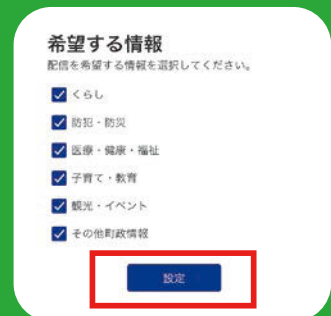 希望する情報
配信を希望する情報を選択してください。
くらし
防犯・防災
医療・健康・福祉
子育て・教育
観光・イベント
その他町政情報
設定